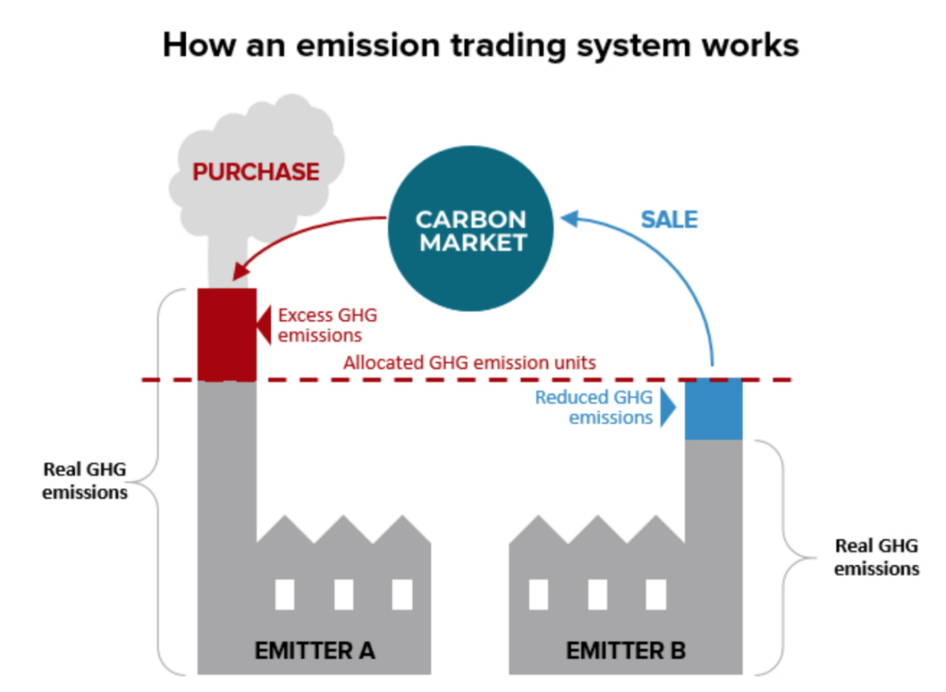 How an emission trading system works
PURCHASE
CARBON
MARKET
SALE
Excess GHG
emissions
Allocated GHG emission units
Reduced GHG
emissions
Real GHG
emissions
Real GHG
emissions
EMITTER A
EMITTER B